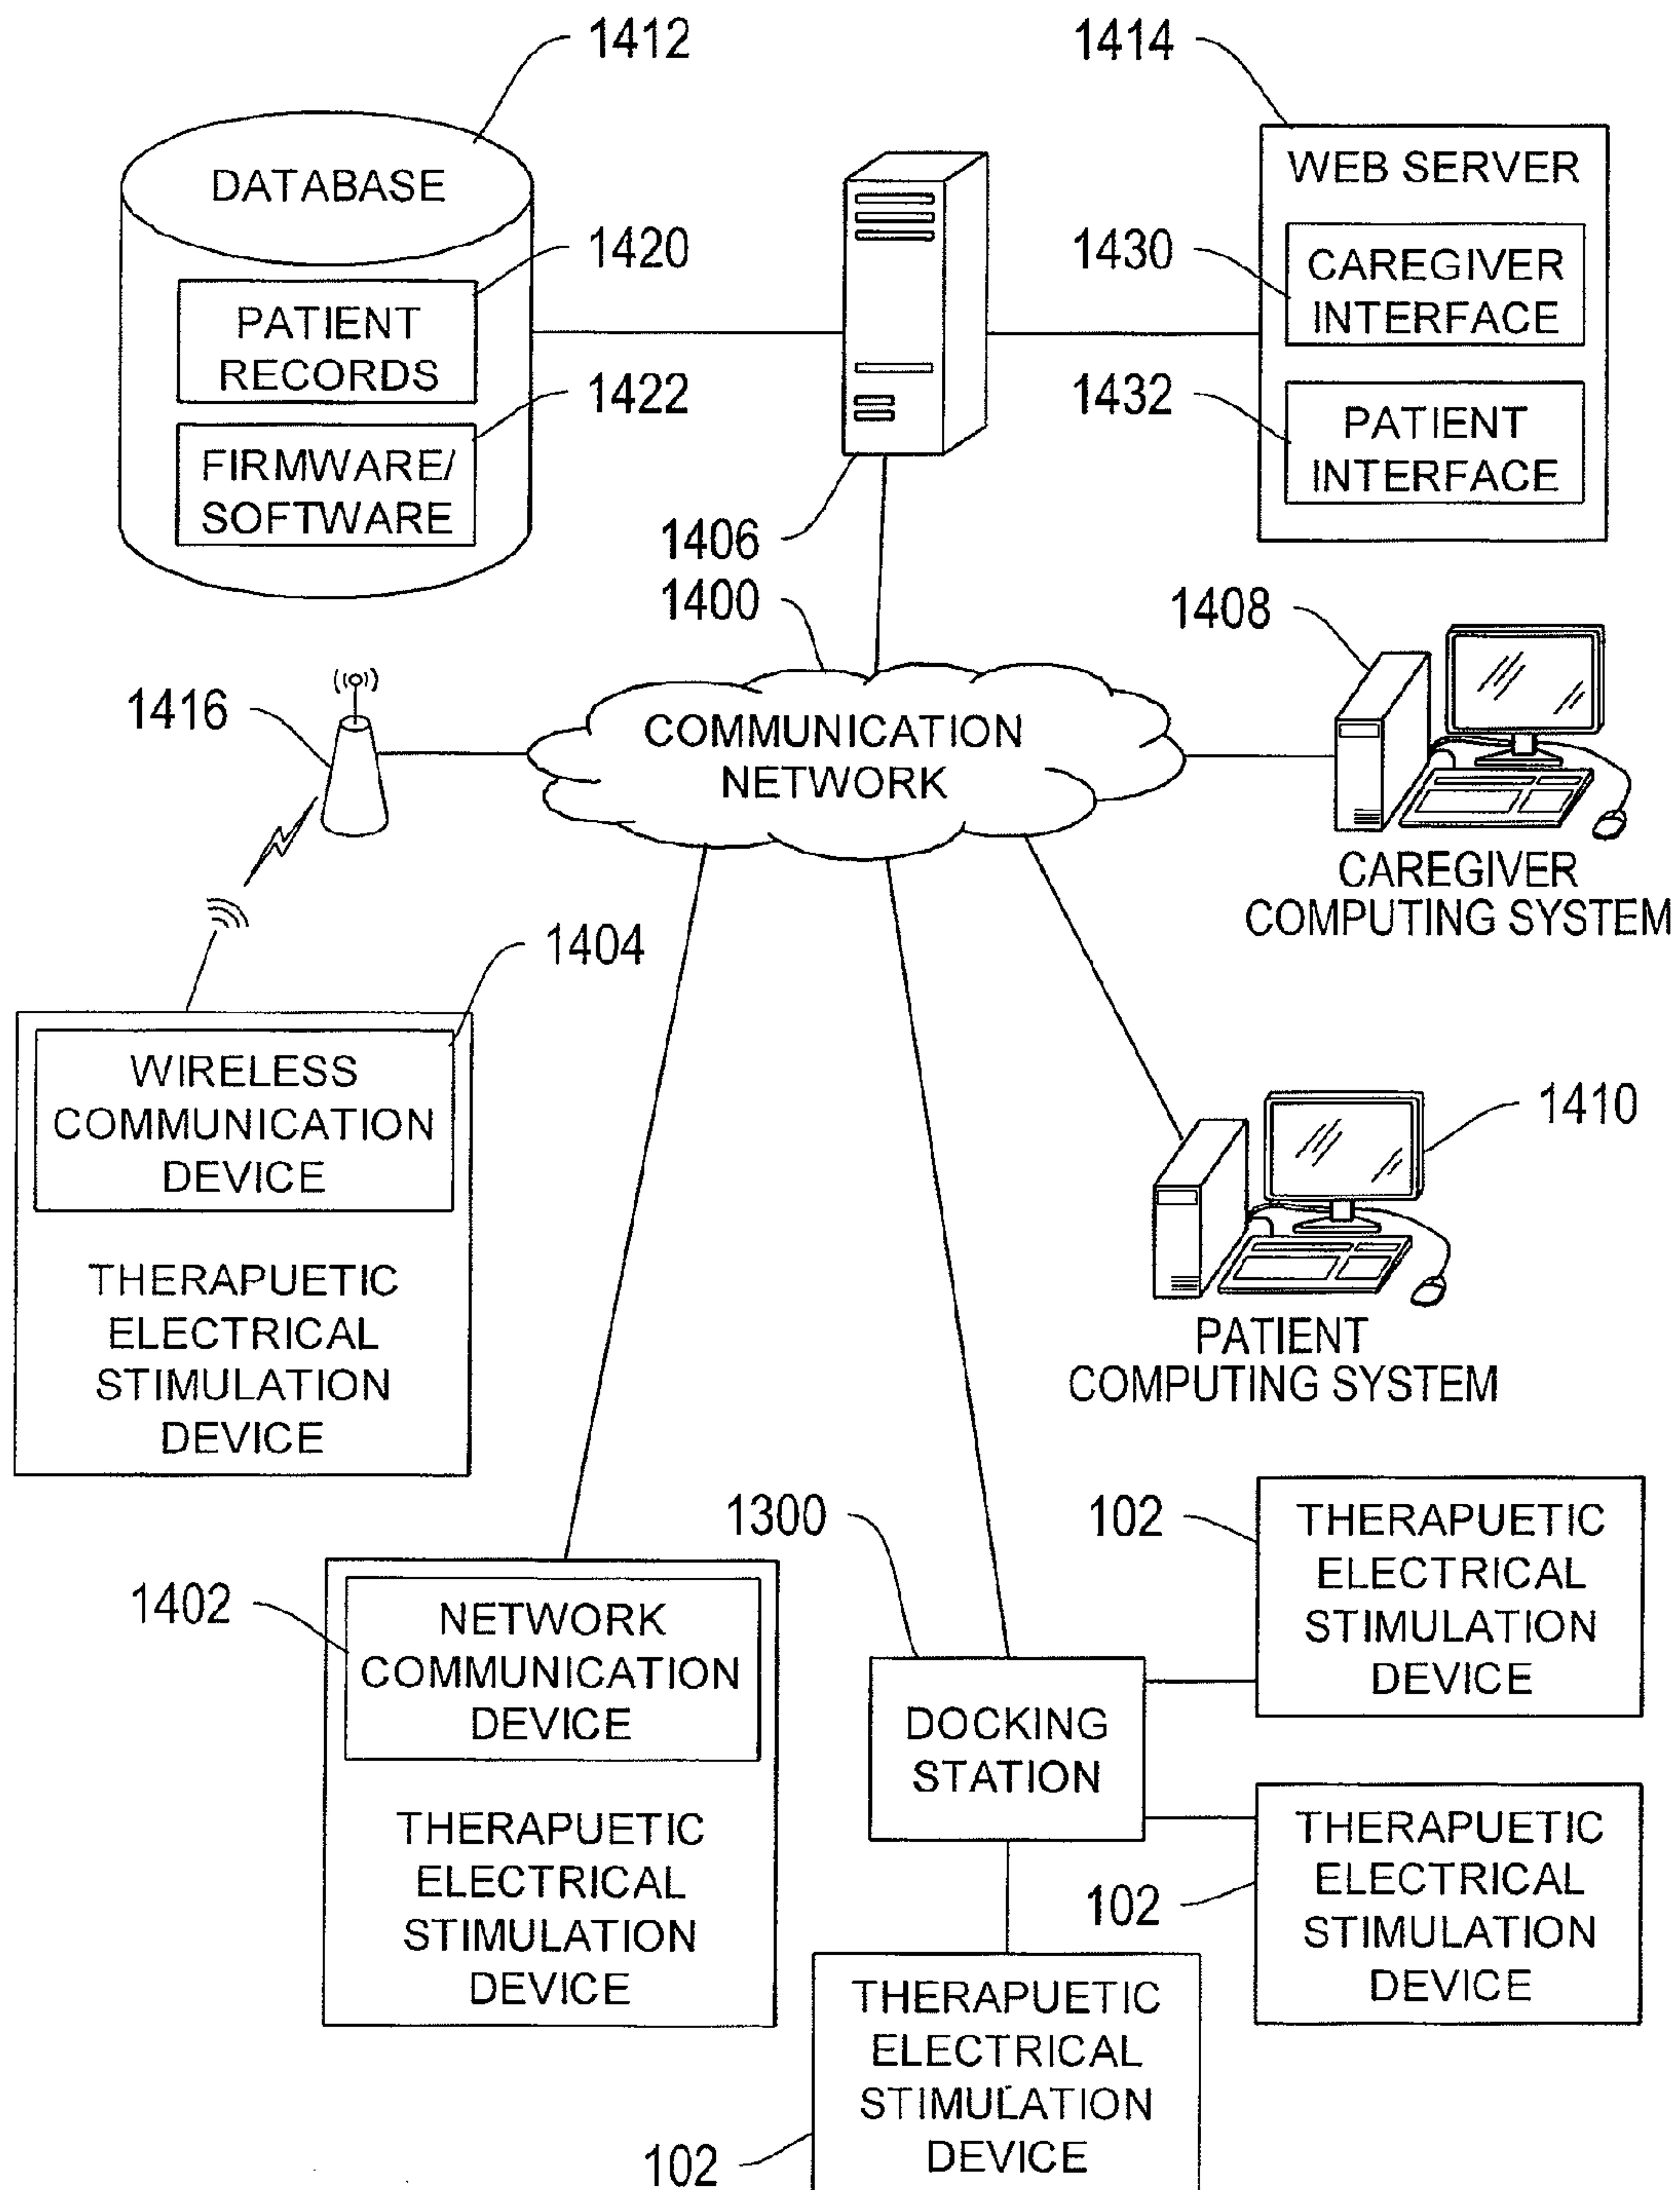 1412
1414
DATABASE
WEB SERVER
1420
1430
CAREGIVER
INTERFACE
PATIENT
RECORDS
1422
1432
PATIENT
INTERFACE
FIRMWARE/
SOFTWARE
1406
1400
1408
1416
COMMUNICATION
NETWORK
CAREGIVER
COMPUTING SYSTEM
1404
WIRELESS
COMMUNICATION
DEVICE
THERAPUETIC
ELECTRICAL
STIMULATION
DEVICE
1410
PATIENT
COMPUTING SYSTEM
1402
NETWORK
COMMUNICATION
DEVICE
THERAPUETIC
ELECTRICAL
STIMULATION
DEVICE
1300
DOCKING
STATION
102
THERAPUETIC
ELECTRICAL
STIMULATION
DEVICE
102
THERAPUETIC
ELECTRICAL
STIMULATION
DEVICE
102
THERAPUETIC
ELECTRICAL
STIMULATION
DEVICE